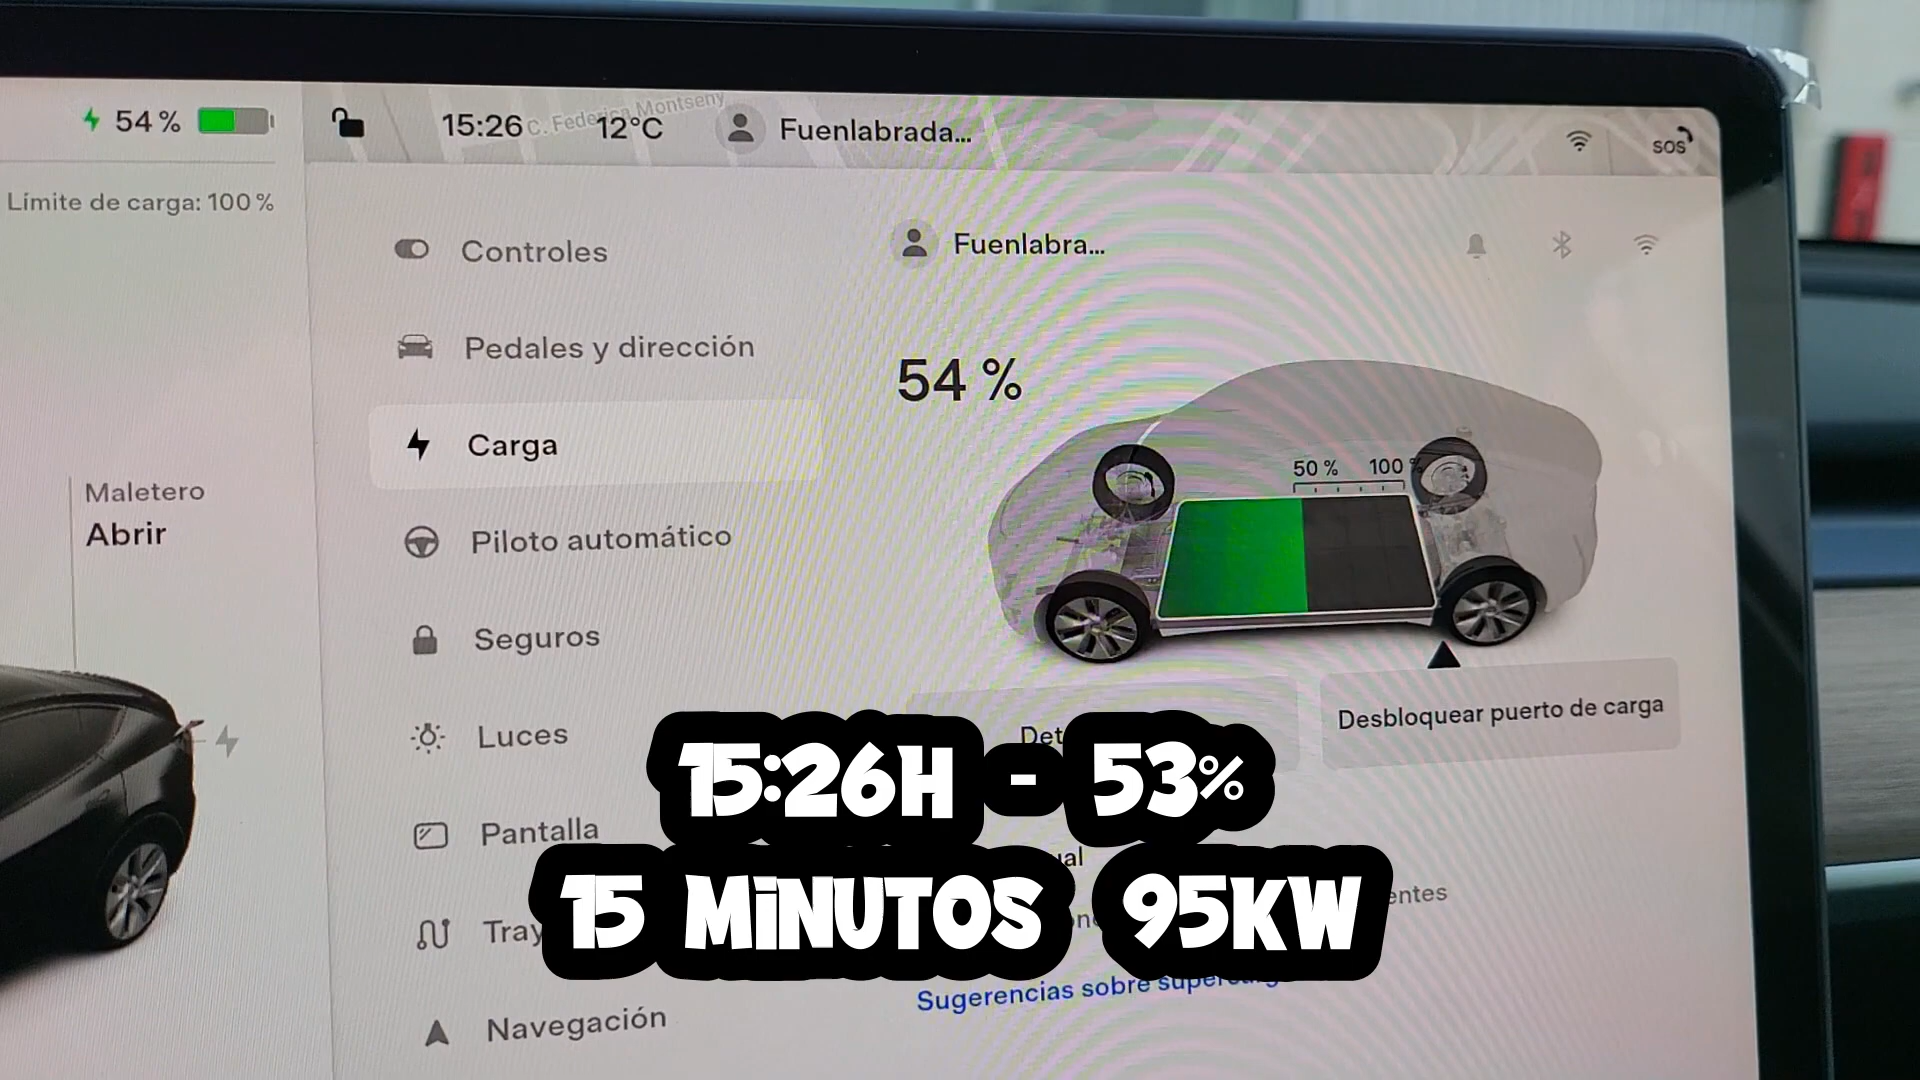 54 %
15:26
C. Federica Montseny
12°C
Fuenlabrada...
SOS
Límite de carga: 100 %
Controles
Fuenlabra...
Pedales y dirección
54 %
Carga
50 %
100
Maletero
Abrir
Piloto automático
Seguros
Luces
Desbloquear puerto de carga
15:26H - 53%
Pantalla
15 MINUTOS 95KW
Sugerencias sobre
Navegación